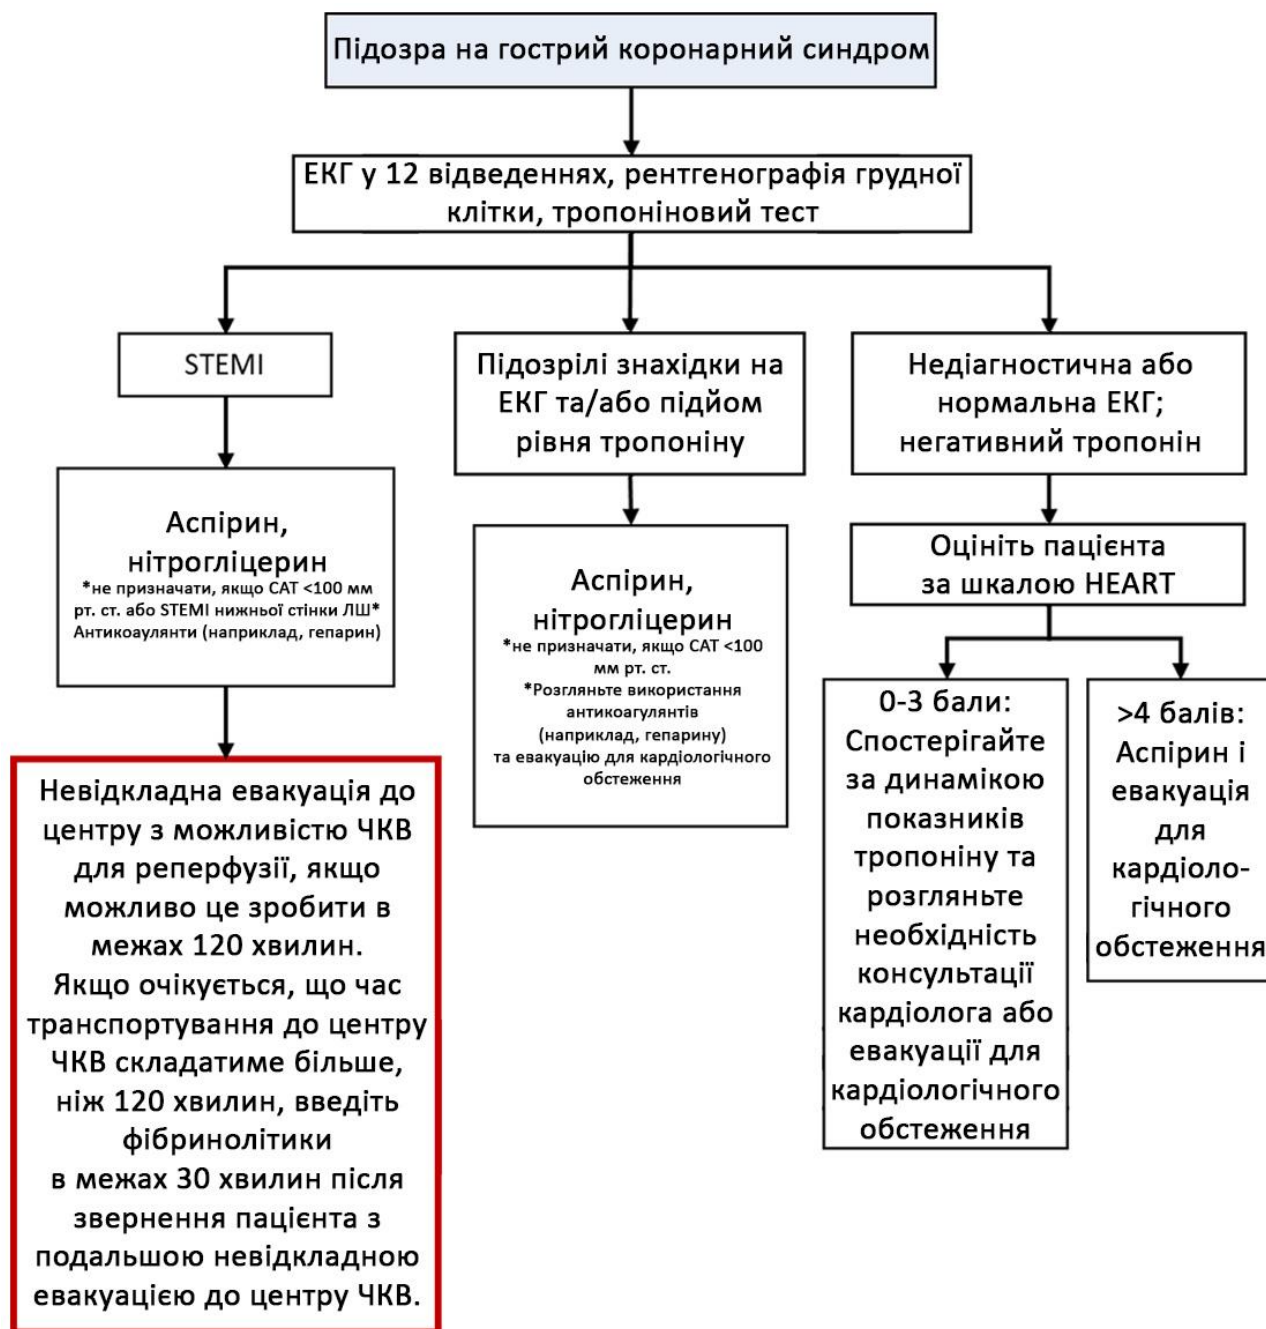 Підозра на гострий коронарний синдром
ЕКГ у 12 відведеннях, рентгенографія грудної
клітки, тропоніновий тест
STEMI
Аспірин,
нітрогліцерин
*не призначати, якщо САТ <100 мм
рт. ст. або STEMI нижньої стінки ЛШ*
Антикоаулянти (наприклад, гепарин)
Невідкладна евакуація до
центру з можливістю ЧКВ
для реперфузії, якщо
можливо це зробити в
межах 120 хвилин.
Якщо очікується, що час
транспортування до центру
ЧКВ складатиме більше,
ніж 120 хвилин, введіть
фібринолітики
в межах 30 хвилин після
звернення пацієнта з
подальшою невідкладною
евакуацією до центру ЧКВ.
Підозрілі знахідки на
ЕКГ та/або підйом
рівня тропоніну
Аспірин,
нітрогліцерин
*не призначати, якщо САТ <100
мм рт. ст.
*Розгляньте використання
антикоагулянтів
(наприклад, гепарину)
та евакуацію для кардіологічного
обстеження
Недіагностична або
нормальна ЕКГ;
негативний тропонін
Оцініть пацієнта
за шкалою HEART
0-3 бали:
Спостерігайте
за динамікою
показників
тропоніну та
розгляньте
необхідність
консультації
кардіолога або
евакуації для
кардіологічного
обстеження
>4 балів:
Аспірин і
евакуація
для
кардіоло-
гічного
обстеження